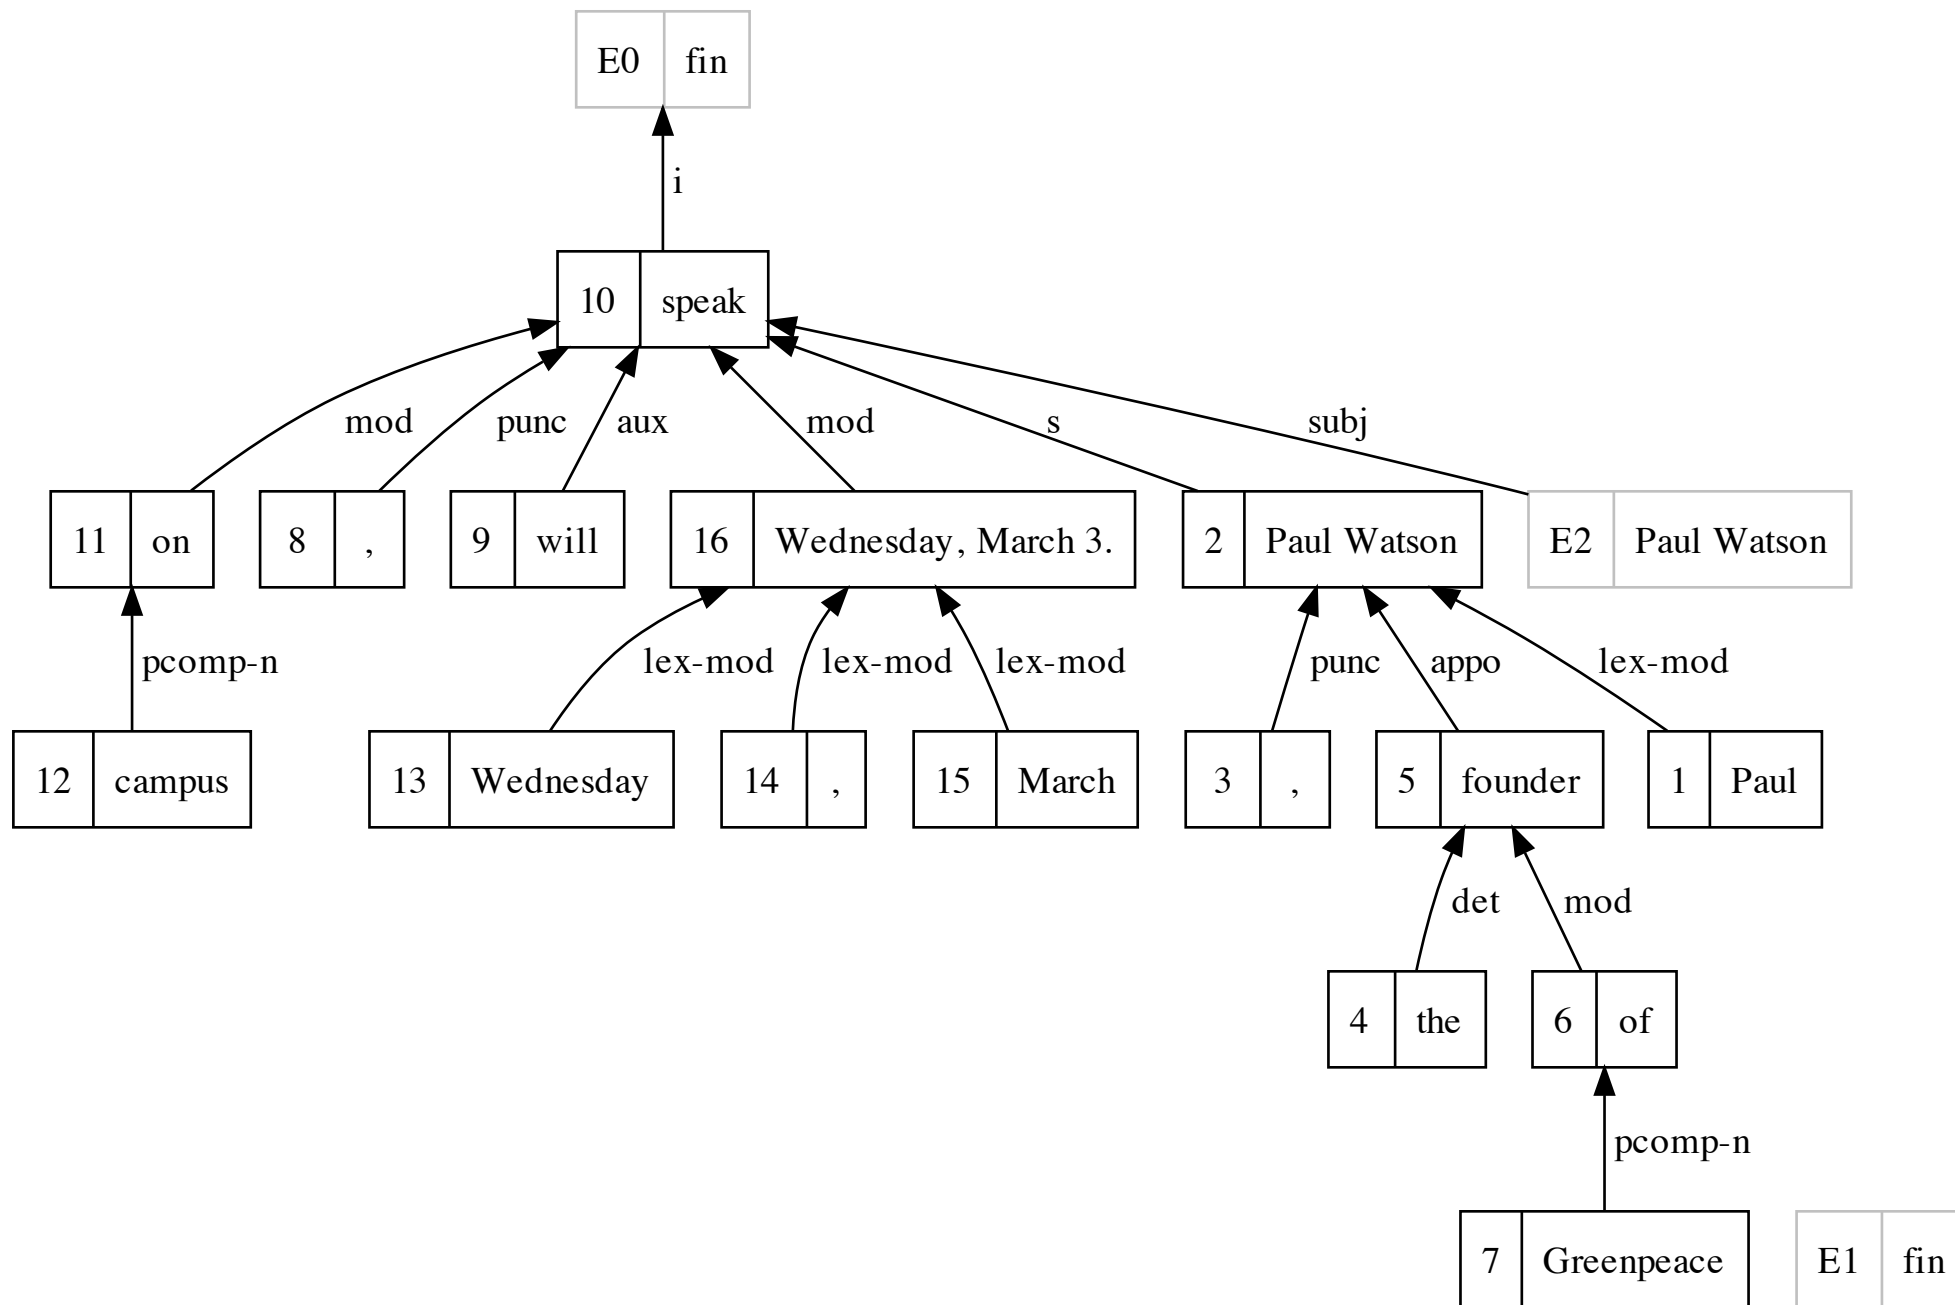 E0 fin
i
10 speak
mod punc aux mod s subj
11 on 8 , 9 will 16 Wednesday, March 3. 2 Paul Watson E2 Paul Watson
pcomp-n lex-mod lex-mod lex-mod punc appo lex-mod
12 campus 13 Wednesday 14 , 15 March 3 , 5 founder 1 Paul
det mod
4 the 6 of
pcomp-n
7 Greenpeace E1 fin